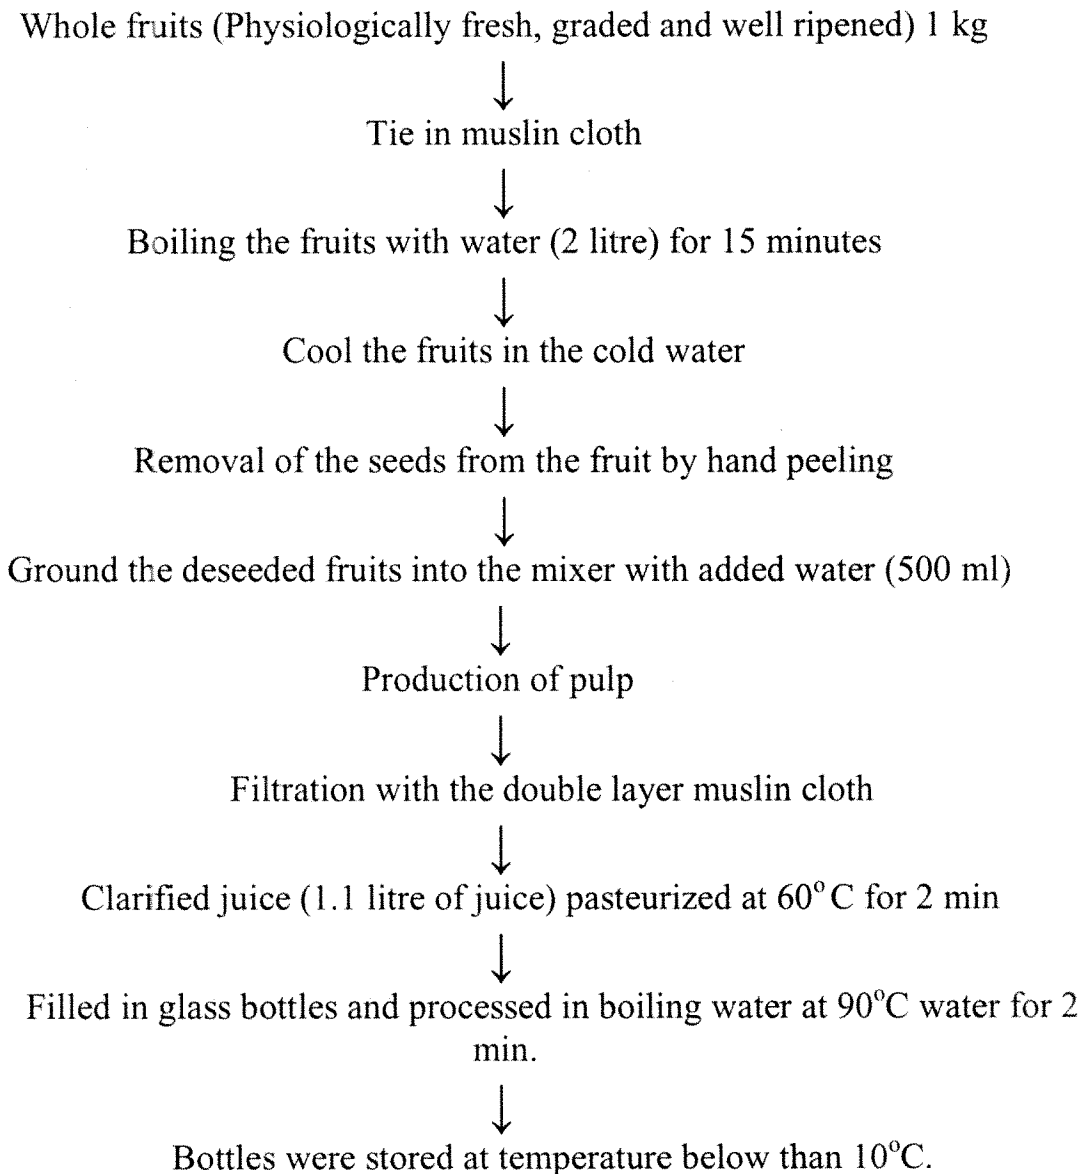 Whole fruits (Physiologically fresh, graded and well ripened) 1 kg
Tie in muslin cloth
Boiling the fruits with water (2 litre) for 15 minutes
Cool the fruits in the cold water
Removal of the seeds from the fruit by hand peeling
Ground the deseeded fruits into the mixer with added water (500 ml)
Production of pulp
Filtration with the double layer muslin cloth
Clarified juice (1.1 litre of juice) pasteurized at 60°C for 2 min
Filled in glass bottles and processed in boiling water at 90°C water for 2
min.
Bottles were stored at temperature below than 10°C.